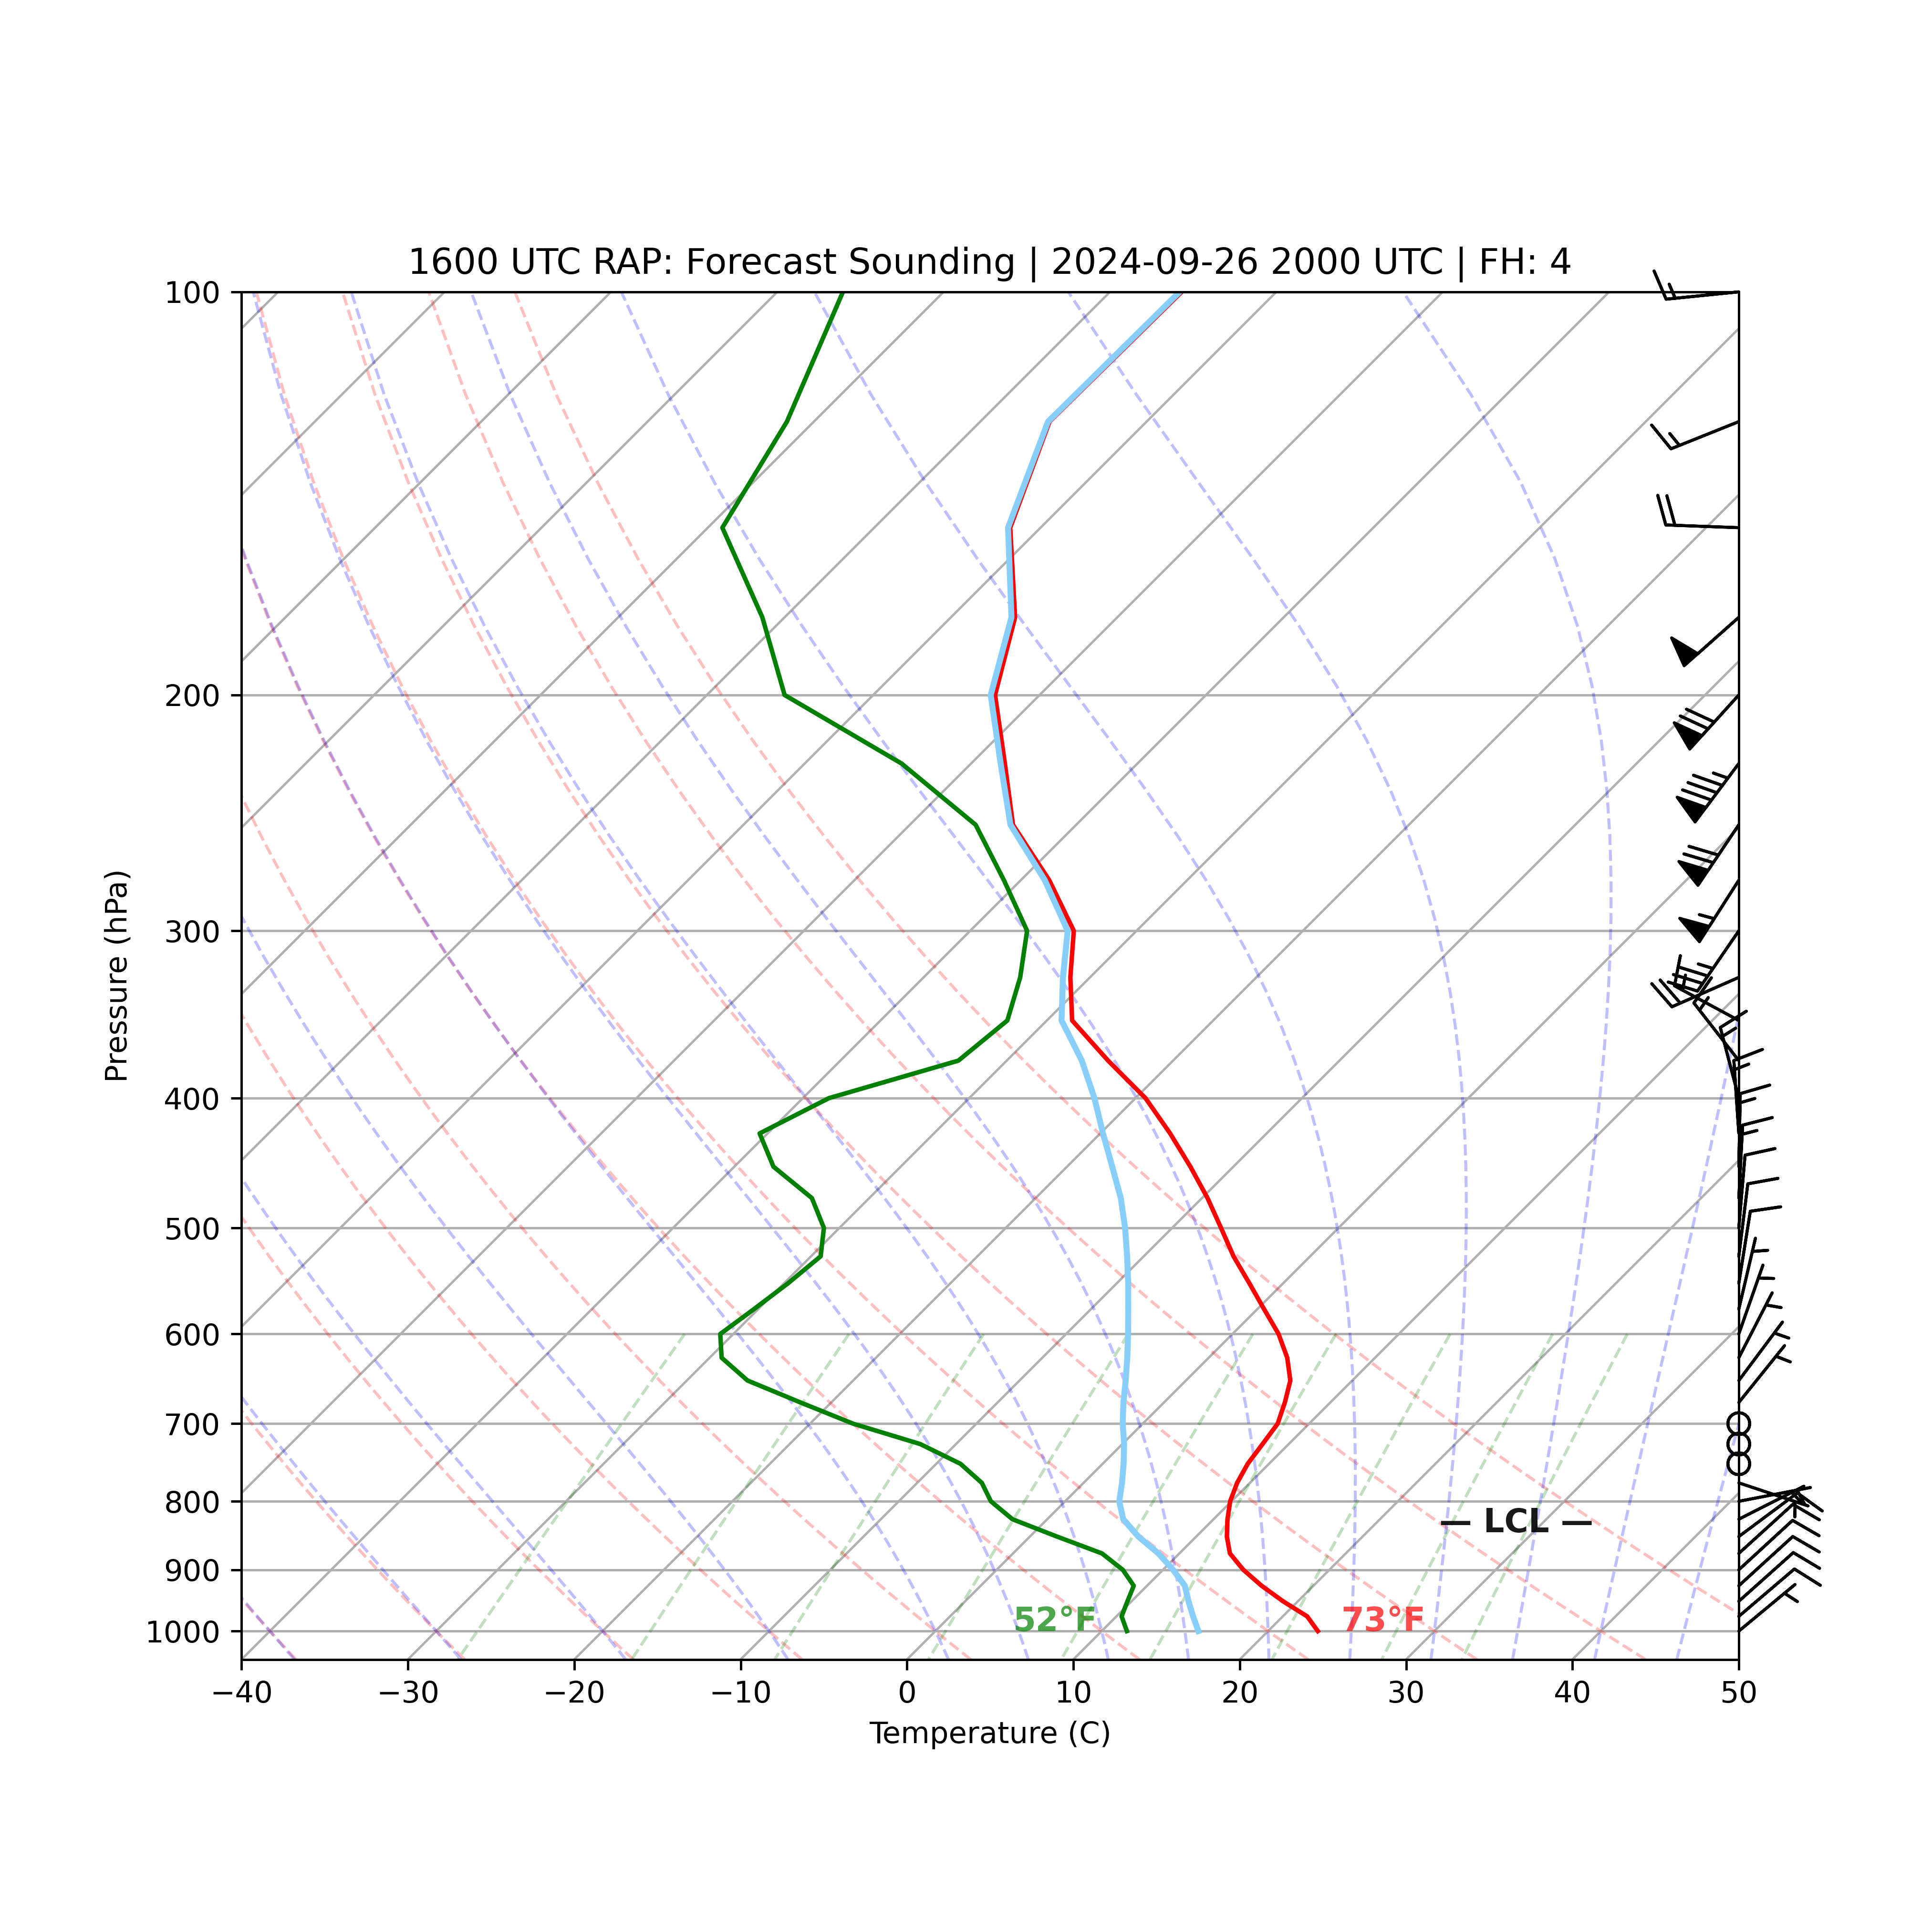 1600 UTC RAP: Forecast Sounding | 2024-09-26 2000 UTC | FH: 4
100
200
300
400
500
600
700
800
900
1000
Pressure (hPa)
— LCL —
52°F
73°F
−40 −30 −20 −10 0 10 20 30 40 50
Temperature (C)